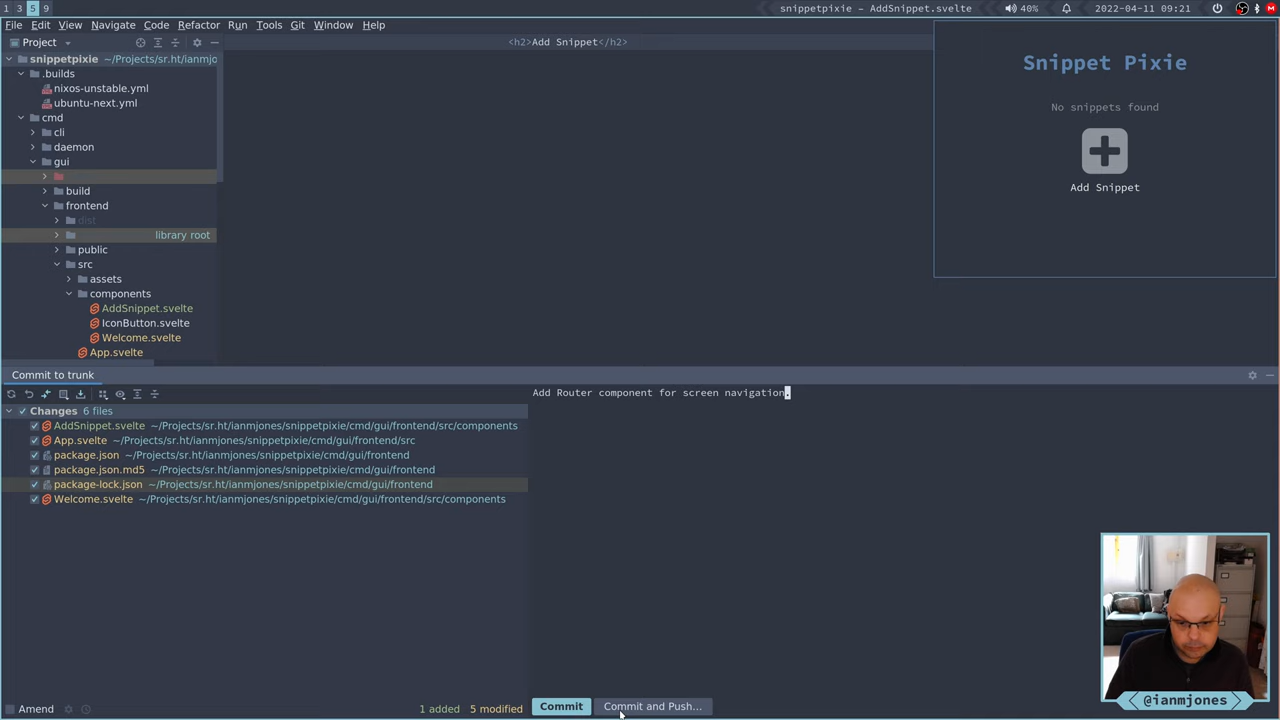 1 3 5 9
snippetpixie – AddSnippet.svelte
40%
2022-04-11 09:21
File Edit View Navigate Code Refactor Run Tools Git Window Help
Project
<h2>Add Snippet</h2>
snippetpixie ~/Projects/sr.ht/ianmjo
.builds
nixos-unstable.yml
ubuntu-next.yml
cmd
cli
daemon
gui
build
frontend
dist
library root
public
src
assets
components
AddSnippet.svelte
IconButton.svelte
Welcome.svelte
App.svelte
Snippet Pixie
No snippets found
Add Snippet
Commit to trunk
Changes 6 files
AddSnippet.svelte ~/Projects/sr.ht/ianmjones/snippetpixie/cmd/gui/frontend/src/components
App.svelte ~/Projects/sr.ht/ianmjones/snippetpixie/cmd/gui/frontend/src
package.json ~/Projects/sr.ht/ianmjones/snippetpixie/cmd/gui/frontend
package.json.md5 ~/Projects/sr.ht/ianmjones/snippetpixie/cmd/gui/frontend
package-lock.json ~/Projects/sr.ht/ianmjones/snippetpixie/cmd/gui/frontend
Welcome.svelte ~/Projects/sr.ht/ianmjones/snippetpixie/cmd/gui/frontend/src/components
Add Router component for screen navigation.
Amend
1 added 5 modified
Commit
Commit and Push...
@ianmjones